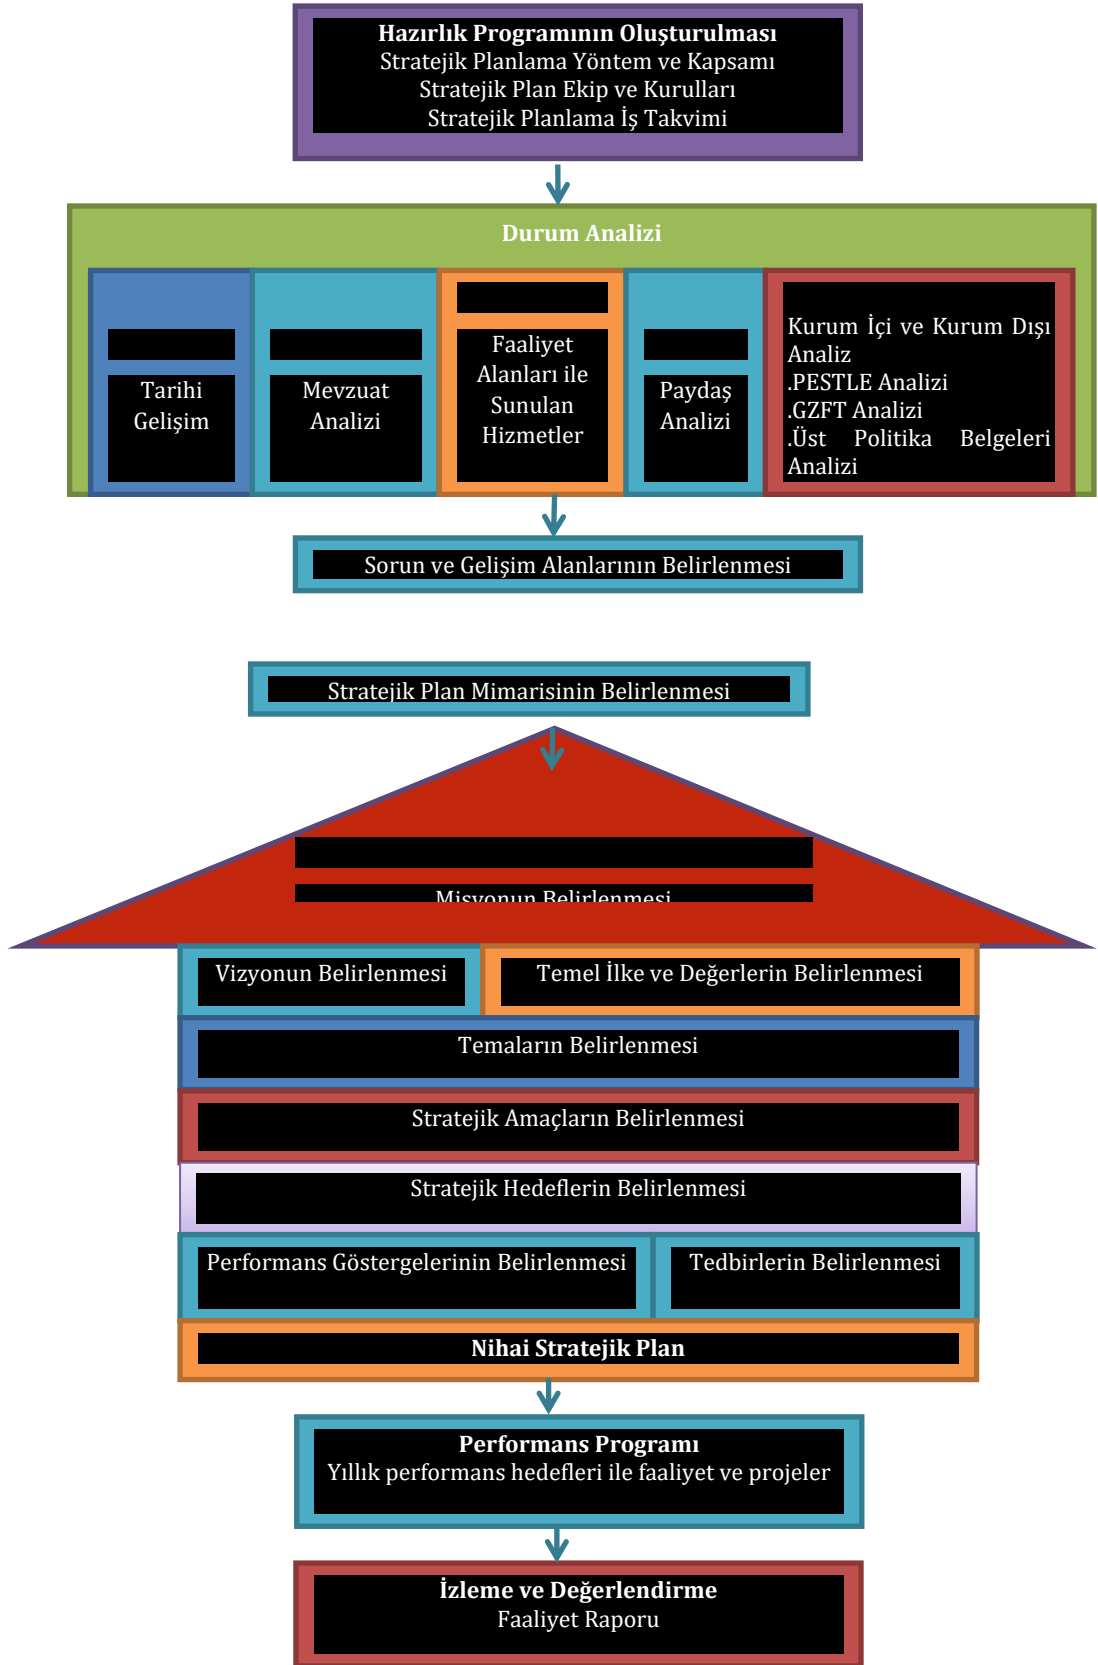 Hazırlık Programının Oluşturulması
Stratejik Planlama Yöntem ve Kapsamı
Stratejik Plan Ekip ve Kurulları
Stratejik Planlama İş Takvimi
Durum Analizi
Tarihi
Gelişim
Mevzuat
Analizi
Faaliyet
Alanları ile
Sunulan
Hizmetler
Paydaş
Analizi
Kurum İçi ve Kurum Dışı
Analiz
.PESTLE Analizi
.GZFT Analizi
.Üst Politika Belgeleri
Analizi
Sorun ve Gelişim Alanlarının Belirlenmesi
Stratejik Plan Mimarisinin Belirlenmesi
Misyonun Belirlenmesi
Vizyonun Belirlenmesi
Temel İlke ve Değerlerin Belirlenmesi
Temaların Belirlenmesi
Stratejik Amaçların Belirlenmesi
Stratejik Hedeflerin Belirlenmesi
Performans Göstergelerinin Belirlenmesi
Tedbirlerin Belirlenmesi
Nihai Stratejik Plan
Performans Programı
Yıllık performans hedefleri ile faaliyet ve projeler
İzleme ve Değerlendirme
Faaliyet Raporu